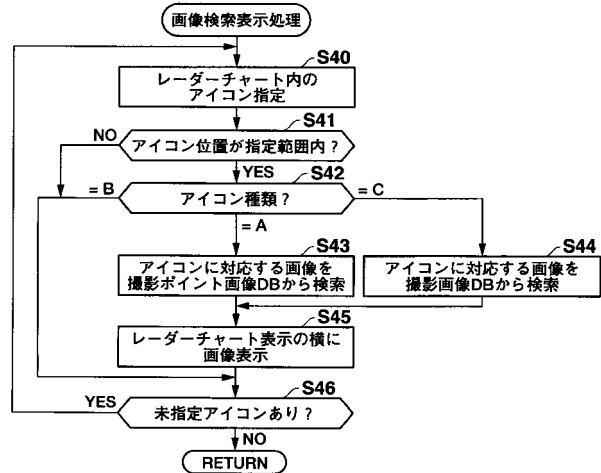 画像検索表示処理
S40
レーダーチャート内の
アイコン指定
S41
NO
アイコン位置が指定範囲内?
YES
S42
= B
アイコン種類?
= C
= A
S43
アイコンに対応する画像を
撮影ポイント画像DBから検索
S44
アイコンに対応する画像を
撮影画像DBから検索
S45
レーダーチャート表示の横に
画像表示
S46
YES
未指定アイコンあり?
NO
RETURN